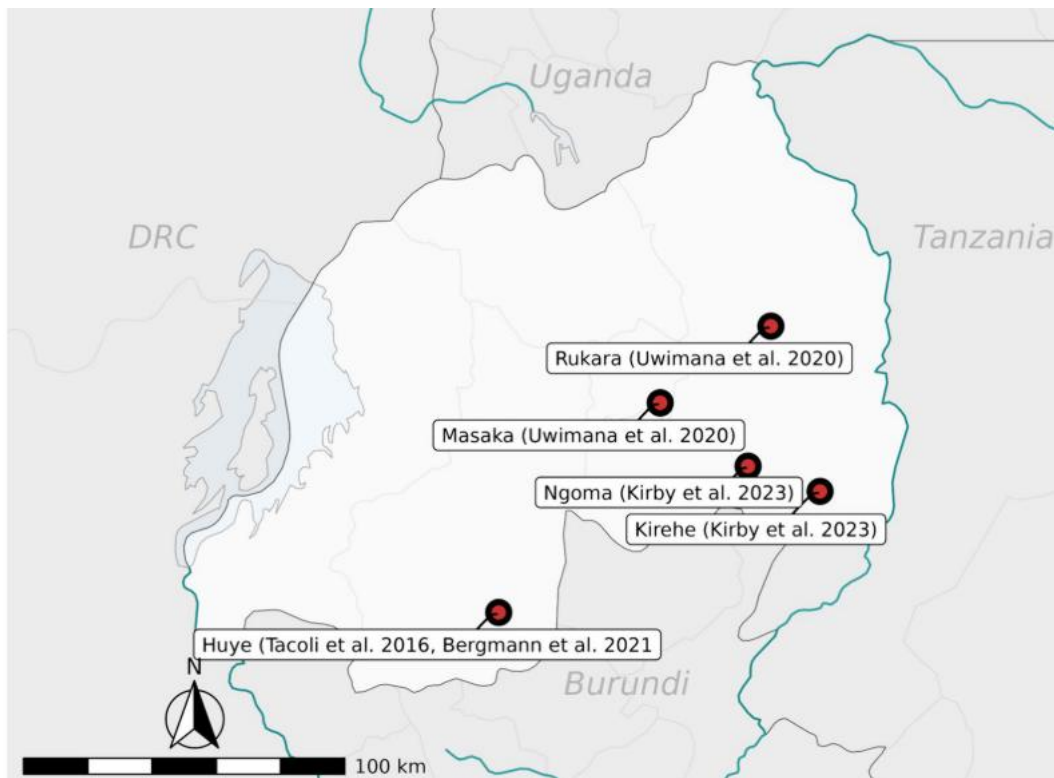 Uganda
DRC
Tanzania
Rukara (Uwimana et al. 2020)
Masaka (Uwimana et al. 2020)
Ngoma (Kirby et al. 2023)
Kirehe (Kirby et al. 2023)
Huye (Tacoli et al. 2016, Bergmann et al. 2021
N
Burundi
100 km